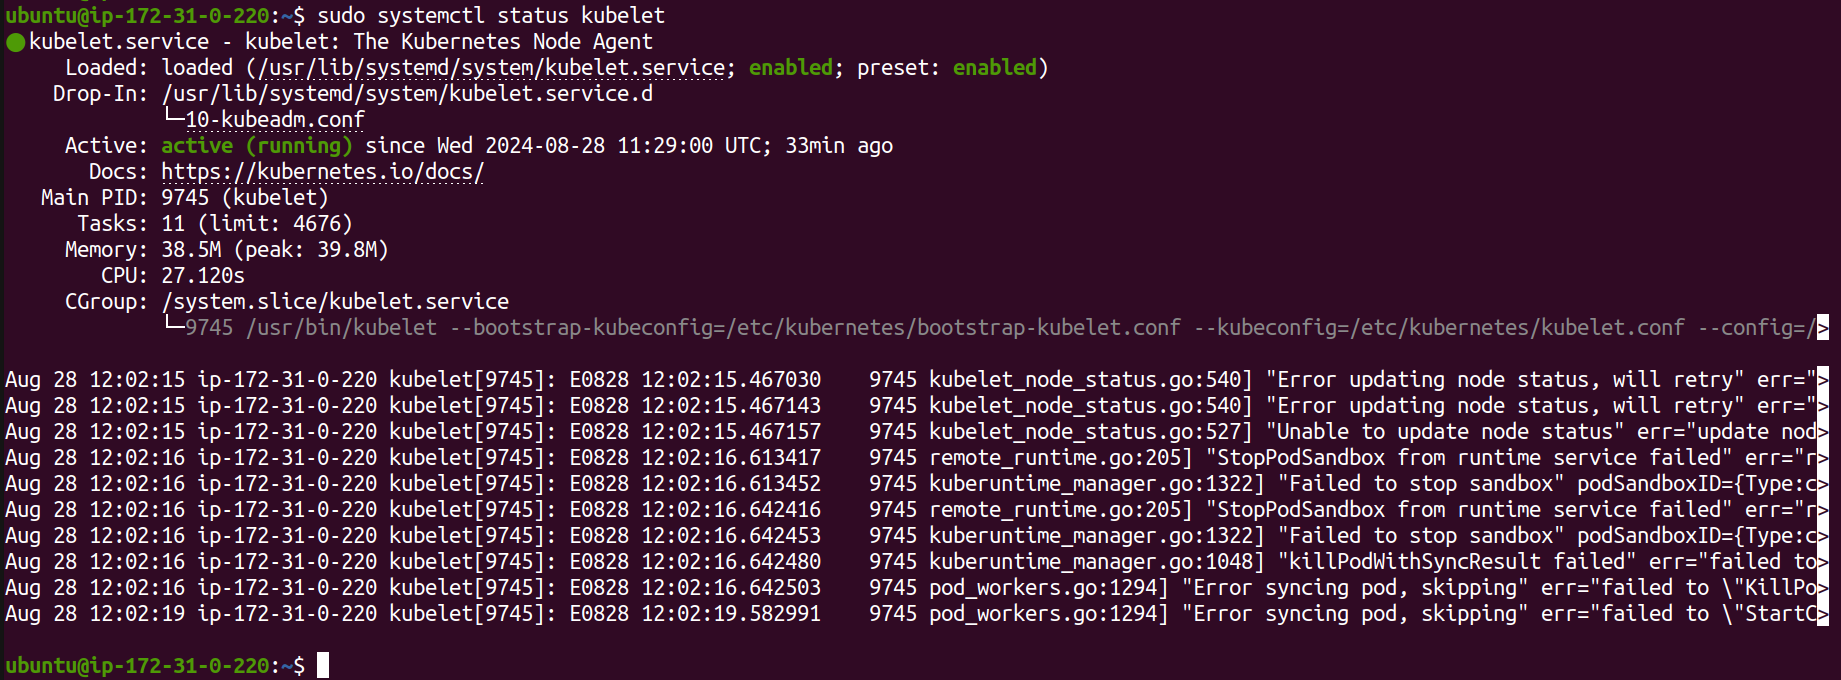 ubuntu@ip-172-31-0-220:~$ sudo systemctl status kubelet
● kubelet.service - kubelet: The Kubernetes Node Agent
     Loaded: loaded (/usr/lib/systemd/system/kubelet.service; enabled; preset: enabled)
    Drop-In: /usr/lib/systemd/system/kubelet.service.d
             └─10-kubeadm.conf
     Active: active (running) since Wed 2024-08-28 11:29:00 UTC; 33min ago
       Docs: https://kubernetes.io/docs/
   Main PID: 9745 (kubelet)
      Tasks: 11 (limit: 4676)
     Memory: 38.5M (peak: 39.8M)
        CPU: 27.120s
     CGroup: /system.slice/kubelet.service
             └─9745 /usr/bin/kubelet --bootstrap-kubeconfig=/etc/kubernetes/bootstrap-kubelet.conf --kubeconfig=/etc/kubernetes/kubelet.conf --config=/>
Aug 28 12:02:15 ip-172-31-0-220 kubelet[9745]: E0828 12:02:15.467030    9745 kubelet_node_status.go:540] "Error updating node status, will retry" err=">
Aug 28 12:02:15 ip-172-31-0-220 kubelet[9745]: E0828 12:02:15.467143    9745 kubelet_node_status.go:540] "Error updating node status, will retry" err=">
Aug 28 12:02:15 ip-172-31-0-220 kubelet[9745]: E0828 12:02:15.467157    9745 kubelet_node_status.go:527] "Unable to update node status" err="update nod>
Aug 28 12:02:16 ip-172-31-0-220 kubelet[9745]: E0828 12:02:16.613417    9745 remote_runtime.go:205] "StopPodSandbox from runtime service failed" err="r>
Aug 28 12:02:16 ip-172-31-0-220 kubelet[9745]: E0828 12:02:16.613452    9745 kuberuntime_manager.go:1322] "Failed to stop sandbox" podSandboxID={Type:c>
Aug 28 12:02:16 ip-172-31-0-220 kubelet[9745]: E0828 12:02:16.642416    9745 remote_runtime.go:205] "StopPodSandbox from runtime service failed" err="r>
Aug 28 12:02:16 ip-172-31-0-220 kubelet[9745]: E0828 12:02:16.642453    9745 kuberuntime_manager.go:1322] "Failed to stop sandbox" podSandboxID={Type:c>
Aug 28 12:02:16 ip-172-31-0-220 kubelet[9745]: E0828 12:02:16.642480    9745 kuberuntime_manager.go:1048] "killPodWithSyncResult failed" err="failed to>
Aug 28 12:02:16 ip-172-31-0-220 kubelet[9745]: E0828 12:02:16.642503    9745 pod_workers.go:1294] "Error syncing pod, skipping" err="failed to \"KillPo>
Aug 28 12:02:19 ip-172-31-0-220 kubelet[9745]: E0828 12:02:19.582991    9745 pod_workers.go:1294] "Error syncing pod, skipping" err="failed to \"StartC>
ubuntu@ip-172-31-0-220:~$